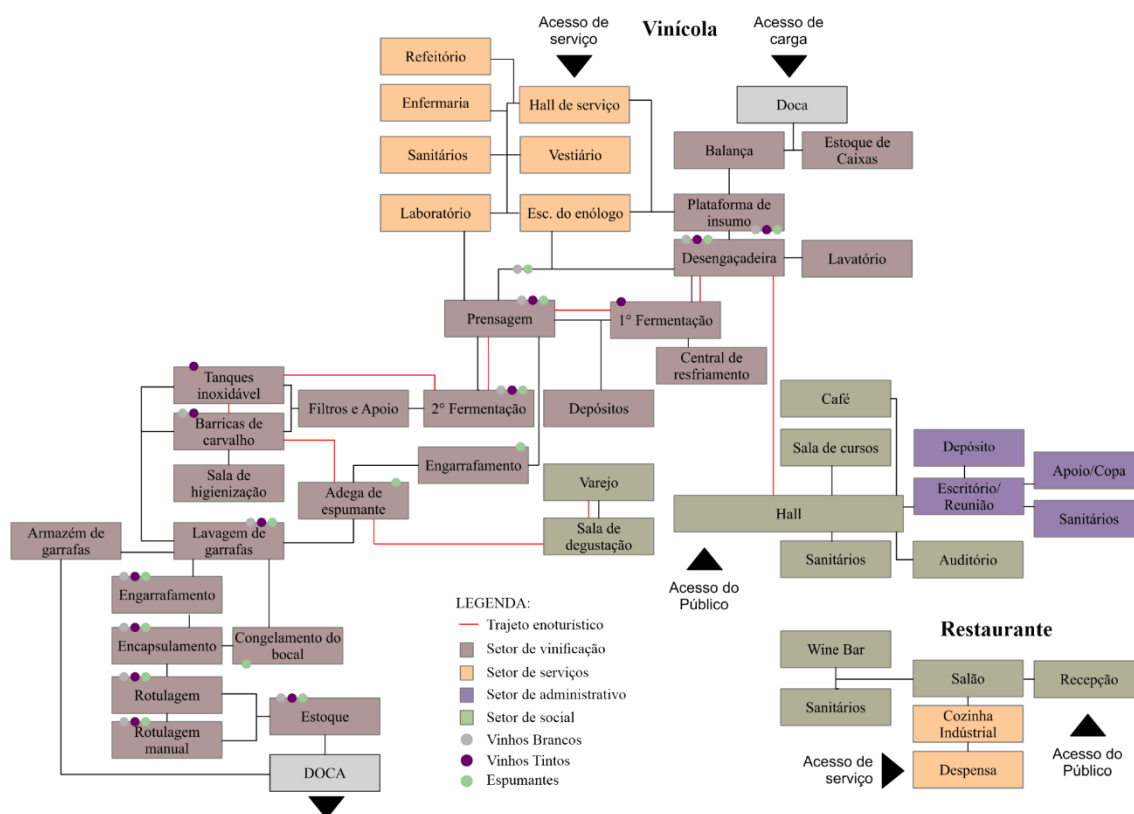 Acesso de
serviço
Vinícola
Acesso de
carga
Refeitório
Enfermaria
Hall de serviço
Doca
Sanitários
Vestiário
Balança
Estoque de
Caixas
Laboratório
Esc. do enólogo
Plataforma de
insumo
Desengaçadeira
Lavatório
Prensagem
1° Fermentação
Central de
resfriamento
Tanques
inoxidável
Filtros e Apoio
2° Fermentação
Depósitos
Café
Barricas de
carvalho
Sala de cursos
Depósito
Sala de
higienização
Engarrafamento
Apoio/Copa
Adega de
espumante
Varejo
Escritório/
Reunião
Hall
Sanitários
Armazém de
garrafas
Lavagem de
garrafas
Sala de
degustação
Sanitários
Auditório
Acesso do
Público
Engarrafamento
LEGENDA:
Trajeto enoturístico
Setor de vinificação
Setor de serviços
Setor de administrativo
Setor de social
Vinhos Brancos
Vinhos Tintos
Espumantes
Encapsulamento
Congelamento do
bocal
Rotulagem
Rotulagem
manual
Estoque
DOCA
Restaurante
Wine Bar
Salão
Recepção
Sanitários
Cozinha
Indústrial
Acesso de
serviço
Despensa
Acesso do
Público